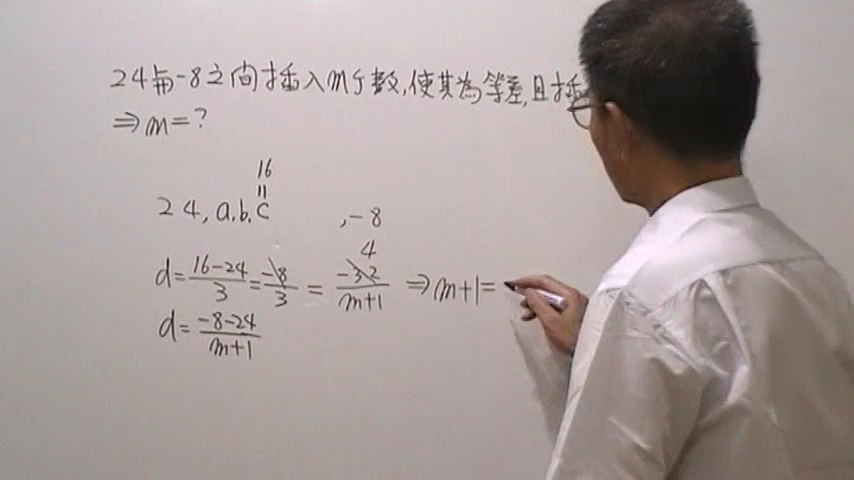 24與-8之間插入m個數,使其為等差,且插
⇒m=?
16
"
24,a.b.c ,-8
4
d=16-24/3=-8/3=-32/m+1⇒m+1=
d=-8-24/m+1